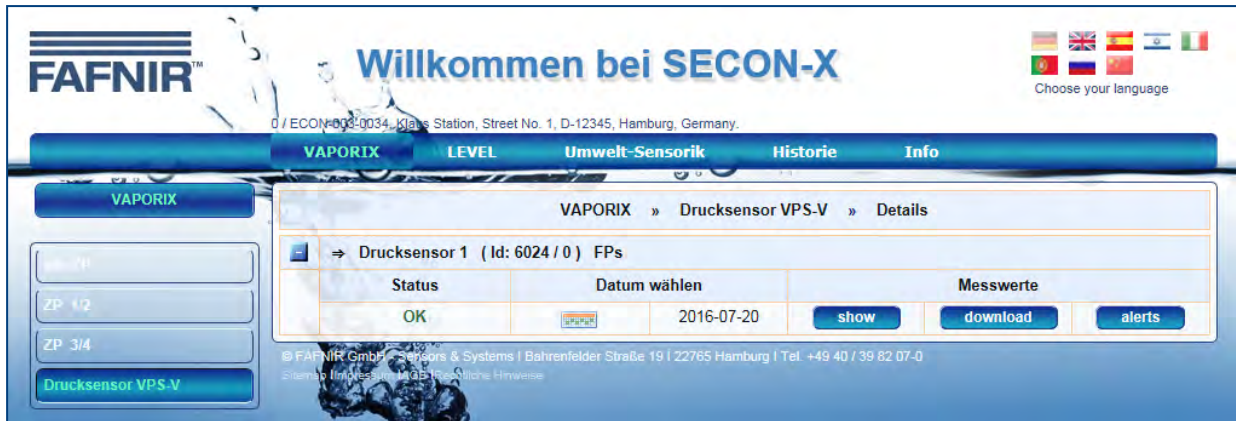 FAFNIR™
Willkommen bei SECON-X
Choose your language
0 / ECON-003-0034, Klaus Station, Street No. 1, D-12345, Hamburg, Germany.
VAPORIX LEVEL Umwelt-Sensorik Historie Info
VAPORIX
ZP 1/2
ZP 3/4
Drucksensor VPS-V
VAPORIX » Drucksensor VPS-V » Details
- ⇒ Drucksensor 1 ( Id: 6024 / 0 ) FPs
Status Datum wählen Messwerte
OK 2016-07-20 show download alerts
© FAFNIR GmbH - Sensors & Systems I Bahrenfelder Straße 19 I 22765 Hamburg I Tel. +49 40 / 39 82 07-0
Sitemap I Impressum I AGB I Rechtliche Hinweise